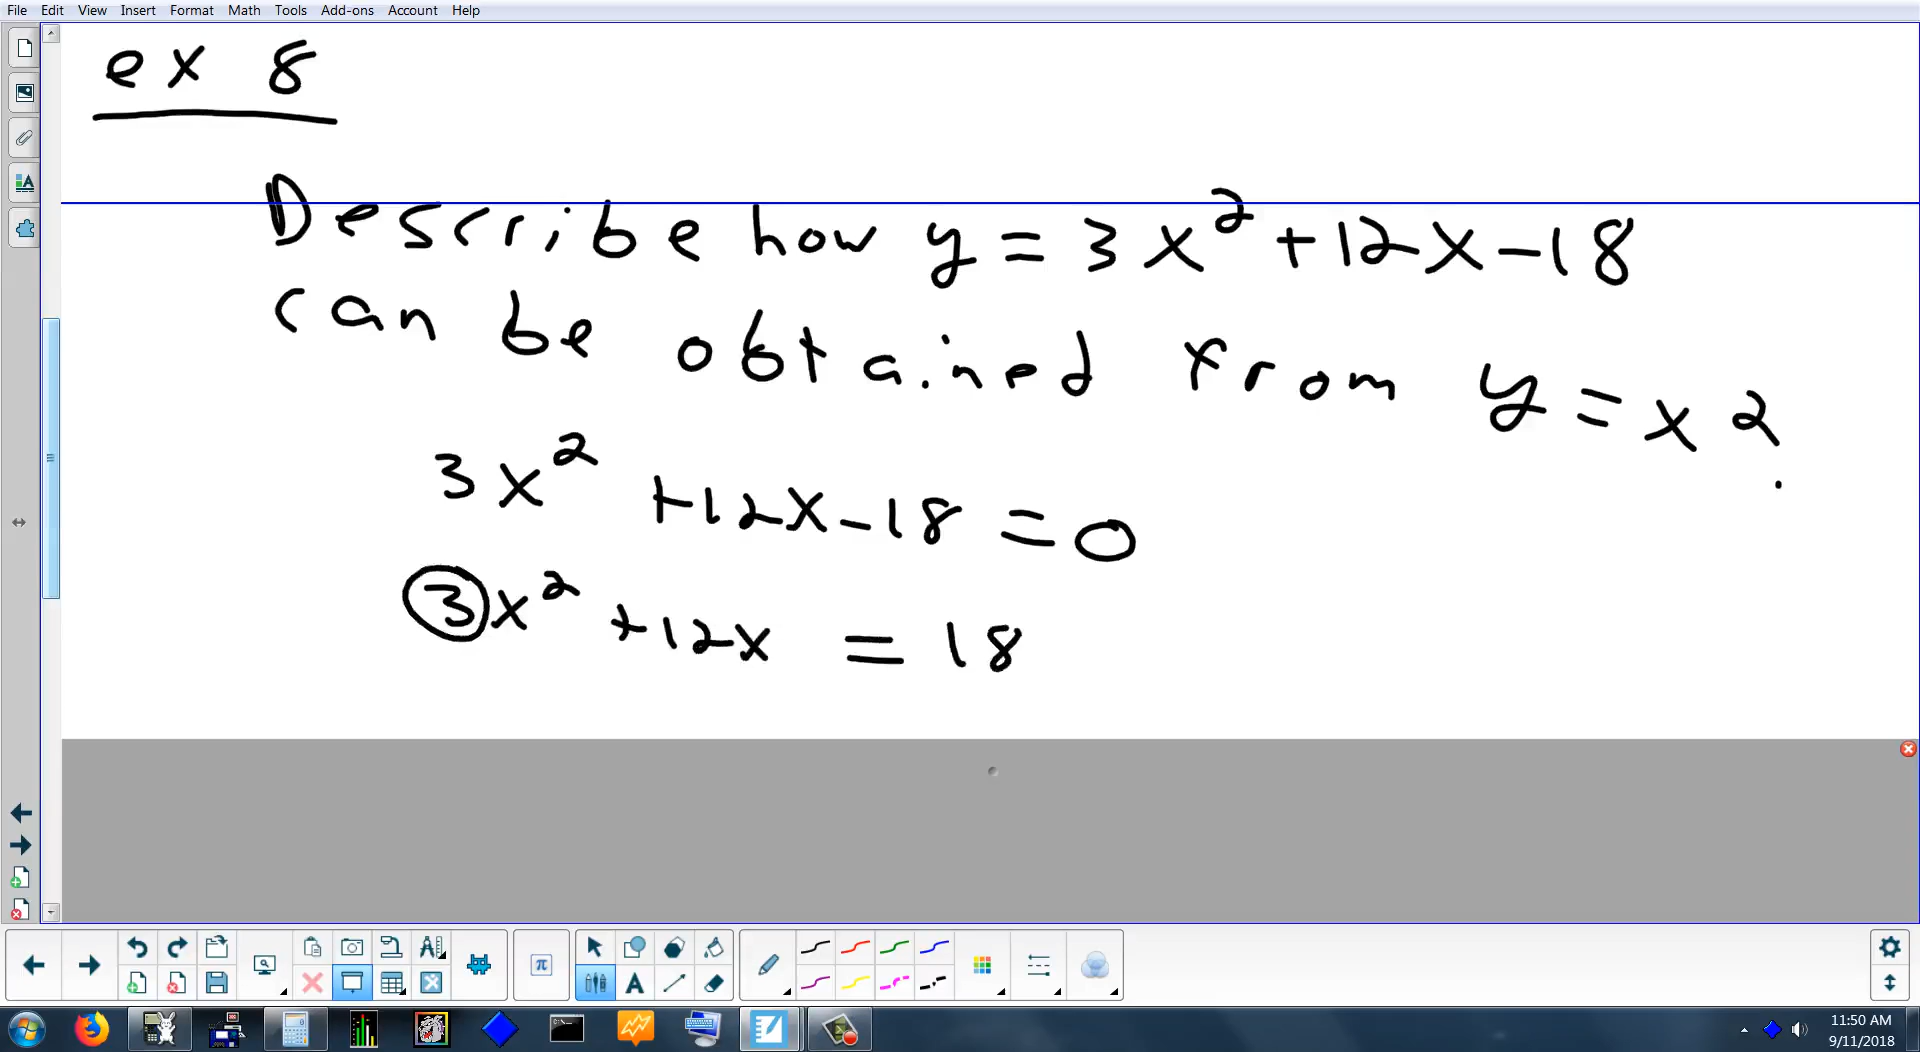 File Edit View Insert Format Math Tools Add-ons Account Help
ex 8
Describe how y = 3x² + 12x - 18
can be obtained from y = x 2.
3x² + 12x - 18 = 0
3x² + 12x = 18
A
π
A
11:50 AM
9/11/2018